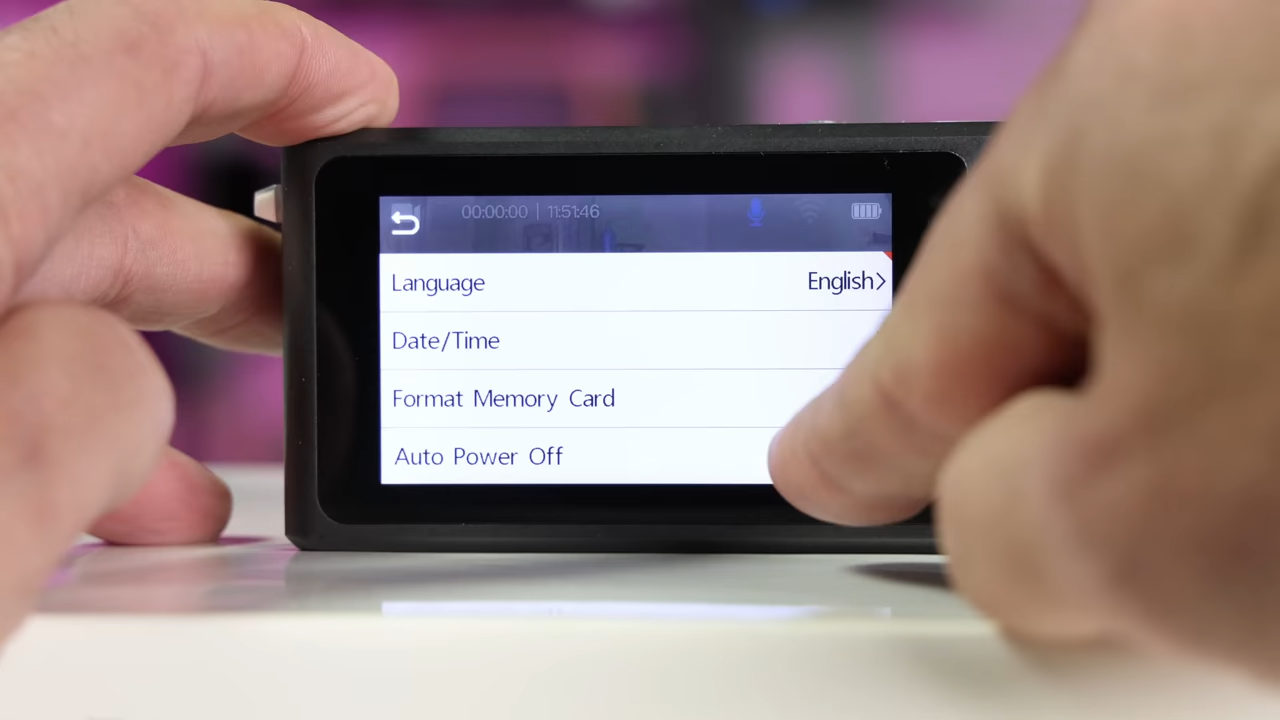 00:00:00 | 11:51:46
Language English>
Date/Time
Format Memory Card
Auto Power Off